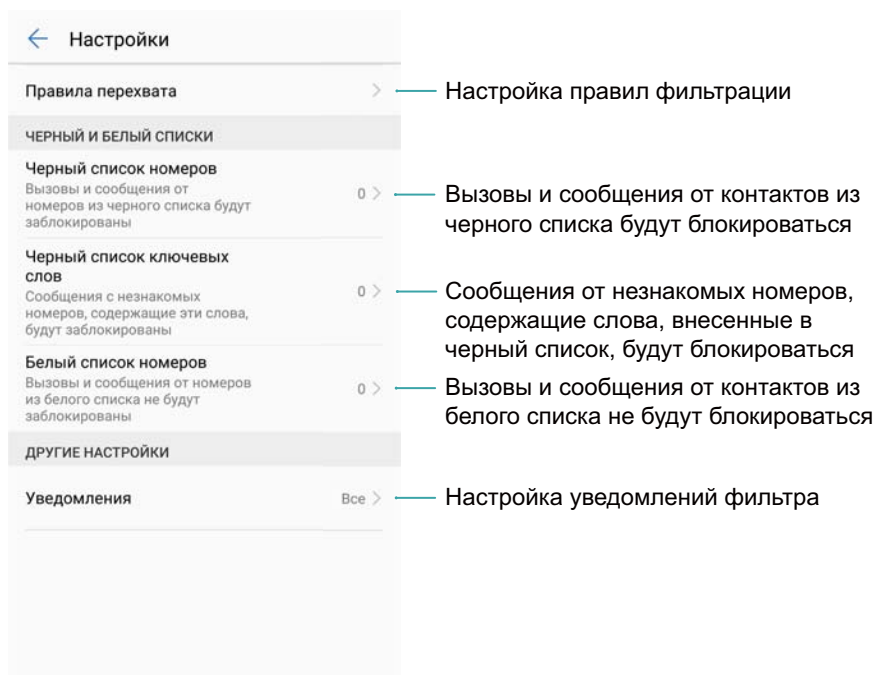 Настройки
Правила перехвата
Настройка правил фильтрации
ЧЕРНЫЙ И БЕЛЫЙ СПИСКИ
Черный список номеров
Вызовы и сообщения от
номеров из черного списка будут
заблокированы
0
Вызовы и сообщения от контактов из
черного списка будут блокироваться
Черный список ключевых
слов
Сообщения с незнакомых
номеров, содержащие эти слова,
будут заблокированы
0
Сообщения от незнакомых номеров,
содержащие слова, внесенные в
черный список, будут блокироваться
Белый список номеров
Вызовы и сообщения от номеров
из белого списка не будут
заблокированы
0
Вызовы и сообщения от контактов из
белого списка не будут блокироваться
ДРУГИЕ НАСТРОЙКИ
Уведомления
Все
Настройка уведомлений фильтра